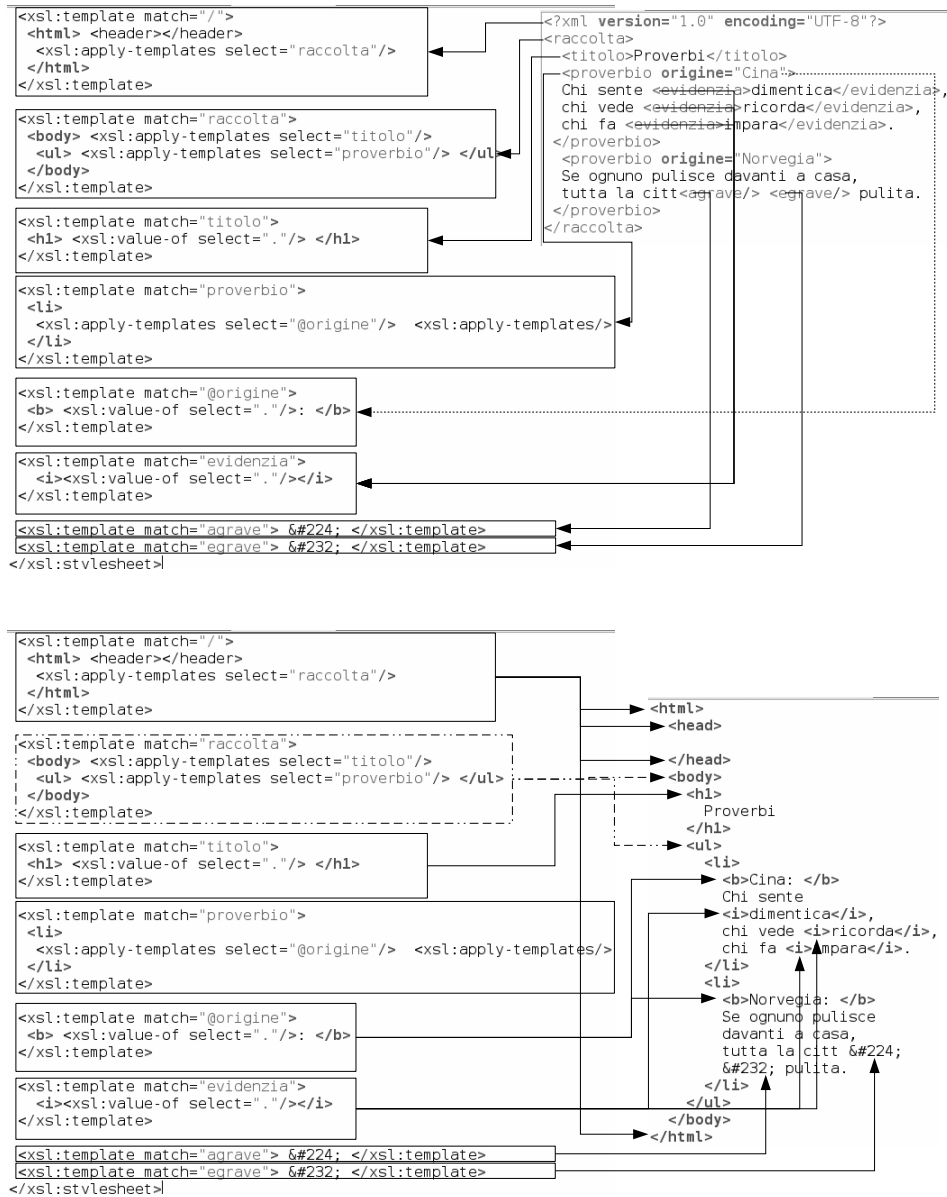 <xsl:template match="/">
<html> <header></header>
<xsl:apply-templates select="raccolta"/>
</html>
</xsl:template>
<xsl:template match="raccolta">
<body> <xsl:apply-templates select="titolo"/>
<ul> <xsl:apply-templates select="proverbio"/> </ul>
</body>
</xsl:template>
<xsl:template match="titolo">
<h1> <xsl:value-of select="."/> </h1>
</xsl:template>
<xsl:template match="proverbio">
<li>
<xsl:apply-templates select="@origine"/> <xsl:apply-templates/>
</li>
</xsl:template>
<xsl:template match="@origine">
<b> <xsl:value-of select="."/>: </b>
</xsl:template>
<xsl:template match="evidenzia">
<i><xsl:value-of select="."/></i>
</xsl:template>
<xsl:template match="agrave"> &#224; </xsl:template>
<xsl:template match="egrave"> &#232; </xsl:template>
</xsl:stylesheet>
<?xml version="1.0" encoding="UTF-8"?>
<raccolta>
<titolo>Proverbi</titolo>
<proverbio origine="Cina">
Chi sente <evidenzia>dimentica</evidenzia>,
chi vede <evidenzia>ricorda</evidenzia>,
chi fa <evidenzia>impara</evidenzia>.
</proverbio>
<proverbio origine="Norvegia">
Se ognuno pulisce davanti a casa,
tutta la citt<agrave/> <egrave/> pulita.
</proverbio>
</raccolta>
<xsl:template match="/">
<html> <header></header>
<xsl:apply-templates select="raccolta"/>
</html>
</xsl:template>
<xsl:template match="raccolta">
<body> <xsl:apply-templates select="titolo"/>
<ul> <xsl:apply-templates select="proverbio"/> </ul>
</body>
</xsl:template>
<xsl:template match="titolo">
<h1> <xsl:value-of select="."/> </h1>
</xsl:template>
<xsl:template match="proverbio">
<li>
<xsl:apply-templates select="@origine"/> <xsl:apply-templates/>
</li>
</xsl:template>
<xsl:template match="@origine">
<b> <xsl:value-of select="."/>: </b>
</xsl:template>
<xsl:template match="evidenzia">
<i><xsl:value-of select="."/></i>
</xsl:template>
<xsl:template match="agrave"> &#224; </xsl:template>
<xsl:template match="egrave"> &#232; </xsl:template>
</xsl:stylesheet>
<html>
<head>
</head>
<body>
<h1>
Proverbi
</h1>
<ul>
<li>
<b>Cina: </b>
Chi sente
<i>dimentica</i>,
chi vede <i>ricorda</i>,
chi fa <i>impara</i>.
</li>
<li>
<b>Norvegia: </b>
Se ognuno pulisce
davanti a casa,
tutta la citt &#224;
&#232; pulita.
</li>
</ul>
</body>
</html>